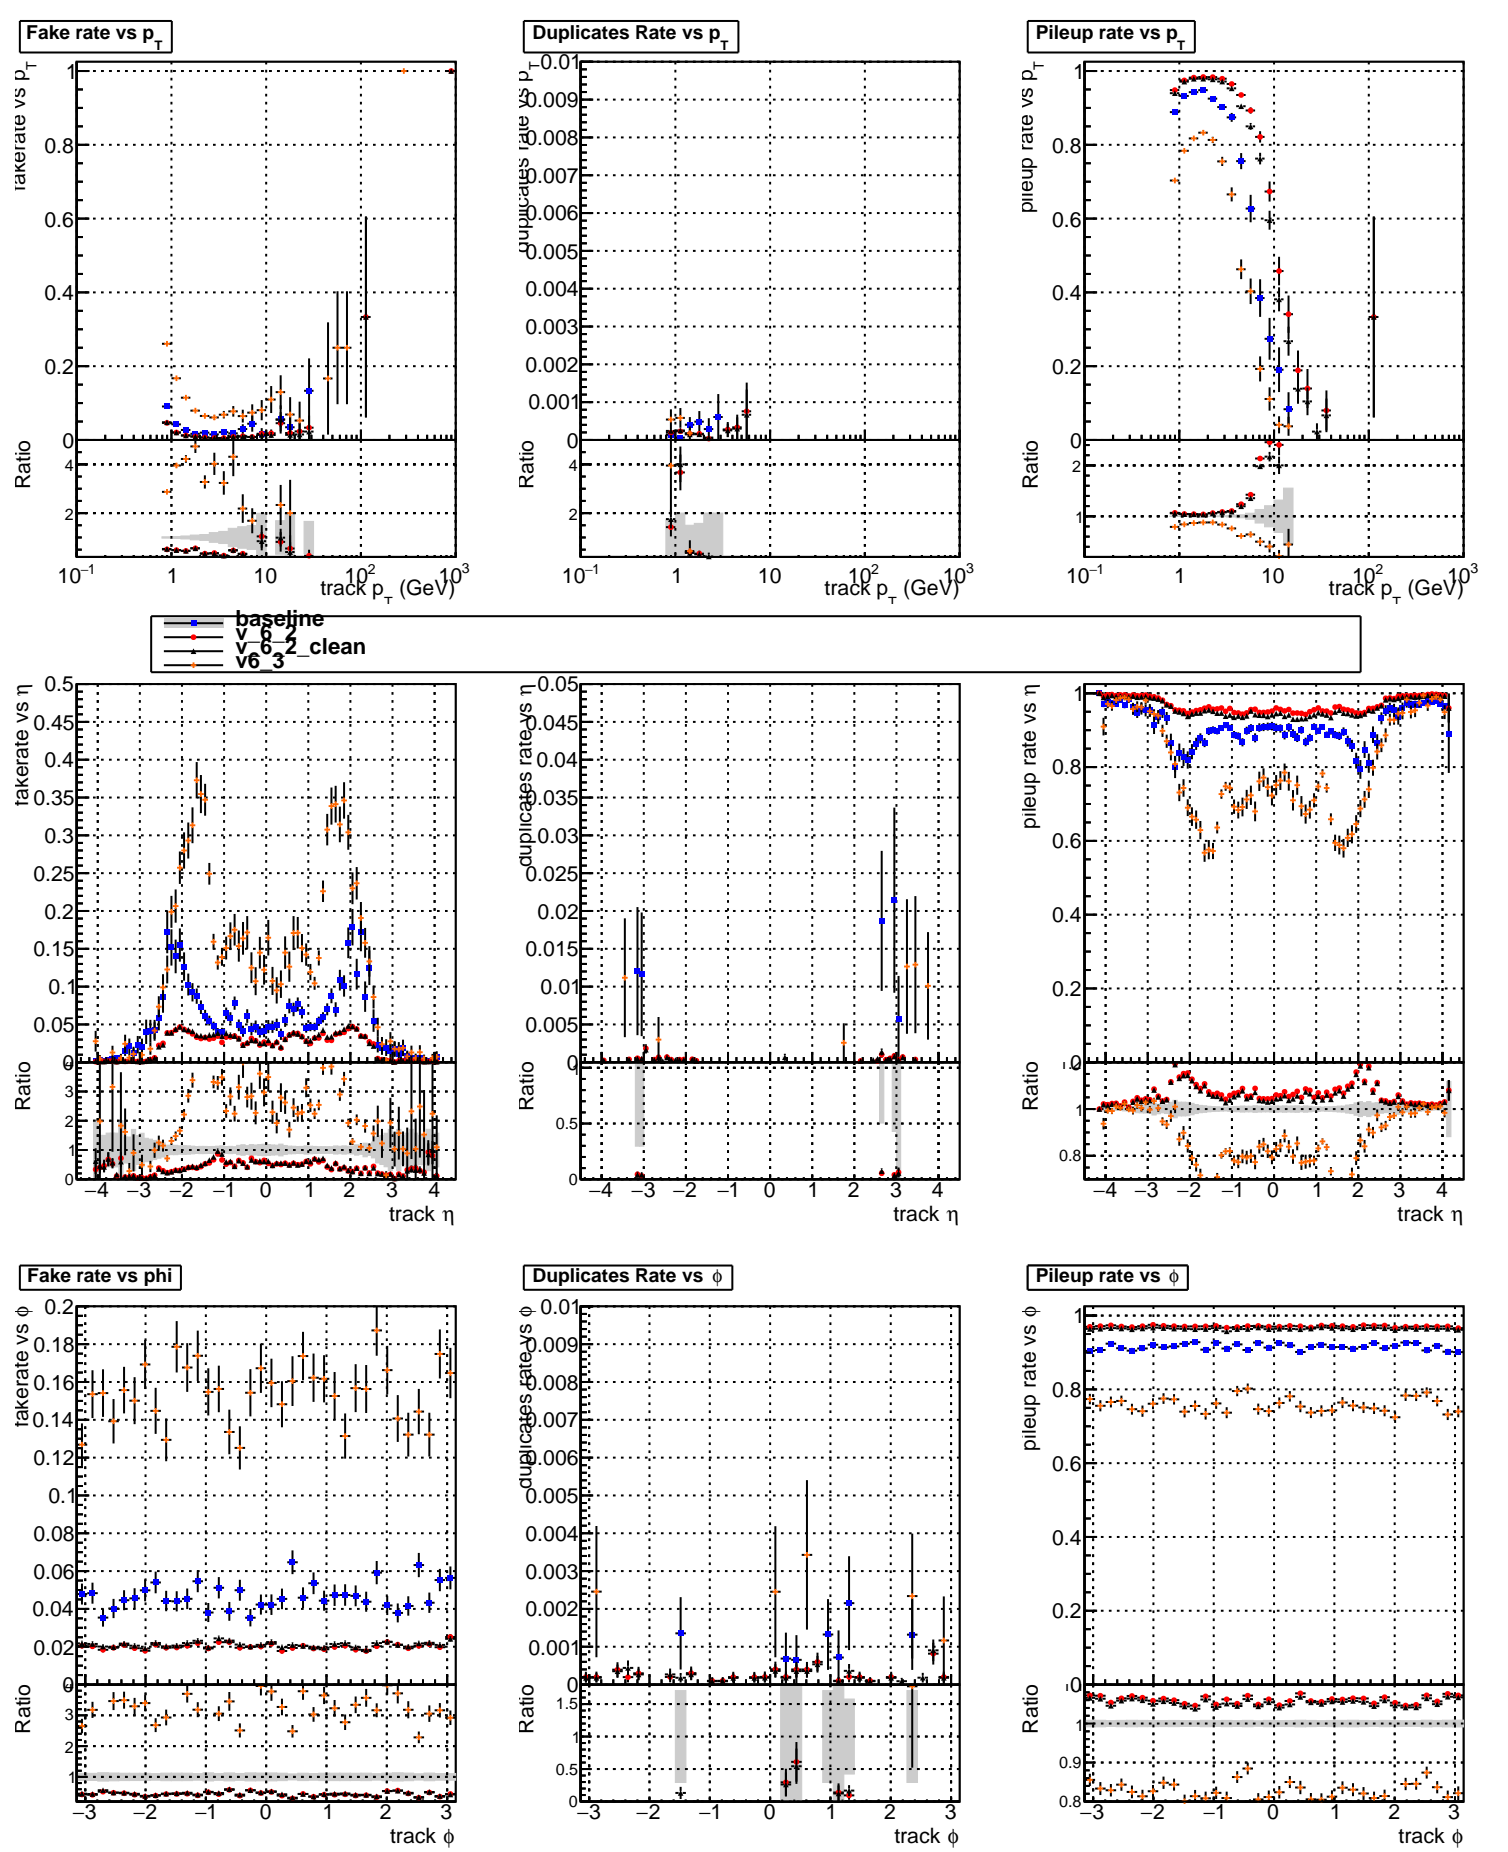 Fake rate vs p_T
Duplicates Rate vs p_T
Pileup rate vs p_T
fakerate vs p_T
1
0.8
0.6
0.4
0.2
0
Ratio
4
2
10^−1 1 10 10^2 10^3
track p_T (GeV)
duplicates rate vs p_T
0.01
0.009
0.008
0.007
0.006
0.005
0.004
0.003
0.002
0.001
0
Ratio
4
2
10^−1 1 10 10^2 10^3
track p_T (GeV)
pileup rate vs p_T
1
0.8
0.6
0.4
0.2
0
Ratio
2
1
10^−1 1 10 10^2 10^3
track p_T (GeV)
baseline
v_6_2
v_6_2_clean
v6_3
fakerate vs η
0.5
0.45
0.4
0.35
0.3
0.25
0.2
0.15
0.1
0.05
0
Ratio
3
2
1
0
−4 −3 −2 −1 0 1 2 3 4
track η
duplicates rate vs η
0.05
0.045
0.04
0.035
0.03
0.025
0.02
0.015
0.01
0.005
0
Ratio
1
0.5
0
−4 −3 −2 −1 0 1 2 3 4
track η
pileup rate vs η
1
0.8
0.6
0.4
0.2
0
Ratio
1
0.8
−4 −3 −2 −1 0 1 2 3 4
track η
Fake rate vs phi
Duplicates Rate vs ϕ
Pileup rate vs ϕ
fakerate vs ϕ
0.2
0.18
0.16
0.14
0.12
0.1
0.08
0.06
0.04
0.02
0
Ratio
3
2
1
−3 −2 −1 0 1 2 3
track ϕ
duplicates rate vs ϕ
0.01
0.009
0.008
0.007
0.006
0.005
0.004
0.003
0.002
0.001
0
Ratio
1.5
1
0.5
0
−3 −2 −1 0 1 2 3
track ϕ
pileup rate vs ϕ
1
0.8
0.6
0.4
0.2
0
Ratio
1
0.9
0.8
−3 −2 −1 0 1 2 3
track ϕ